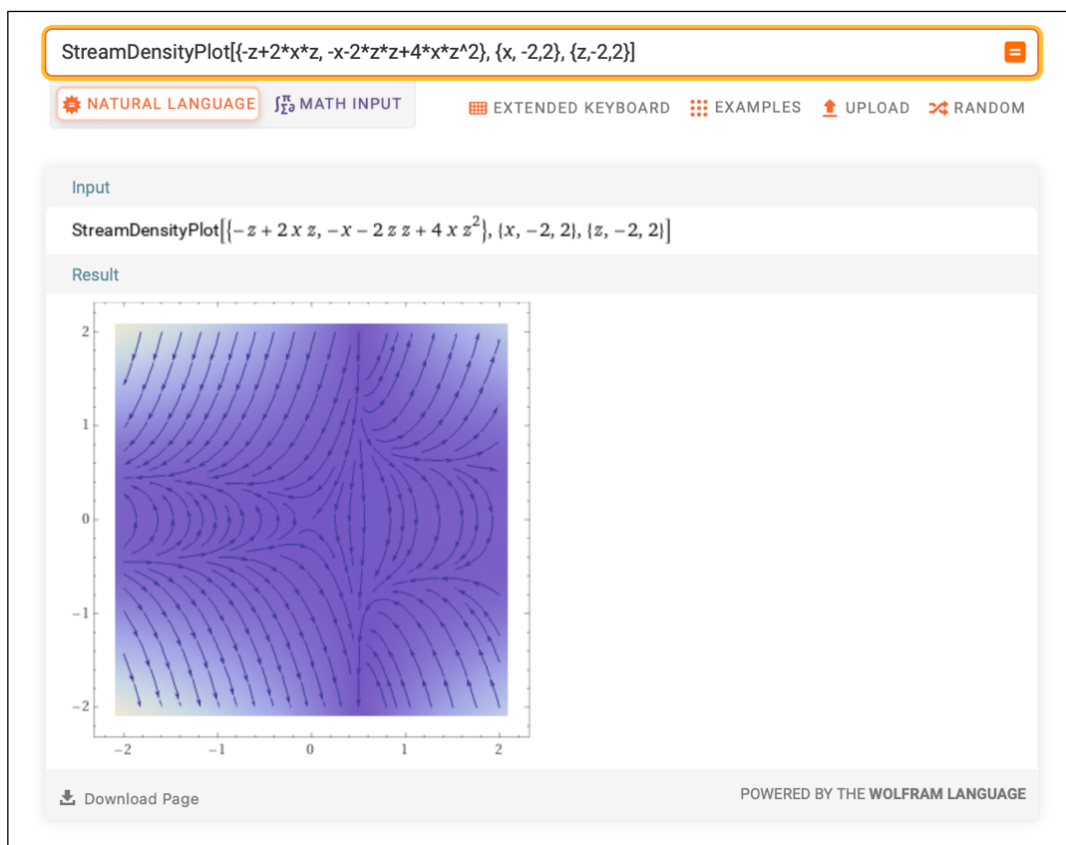 StreamDensityPlot[{-z+2*x*z, -x-2*z*z+4*x*z^2}, {x, -2,2}, {z,-2,2}]
NATURAL LANGUAGE MATH INPUT EXTENDED KEYBOARD EXAMPLES UPLOAD RANDOM
Input
StreamDensityPlot[{-z + 2 x z, -x - 2 z z + 4 x z²}, {x, -2, 2}, {z, -2, 2}]
Result
2
1
0
-1
-2
-2 -1 0 1 2
Download Page POWERED BY THE WOLFRAM LANGUAGE